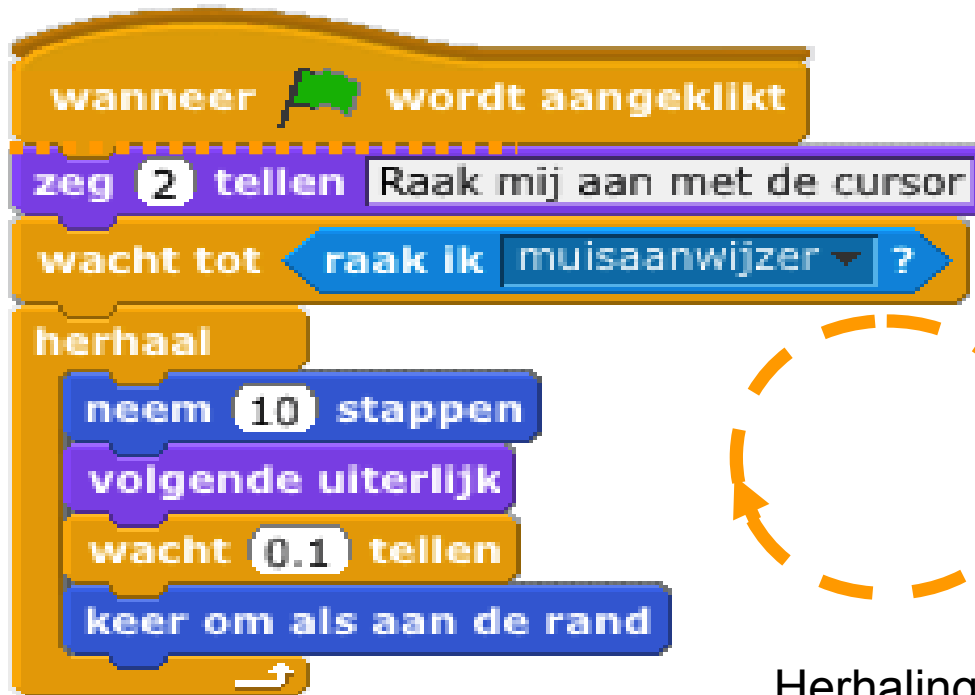 wanneer wordt aangeklikt
zeg 2 tellen Raak mij aan met de cursor
wacht tot raak ik muisaanwijzer ?
herhaal
neem 10 stappen
volgende uiterlijk
wacht 0.1 tellen
keer om als aan de rand
Herhaling